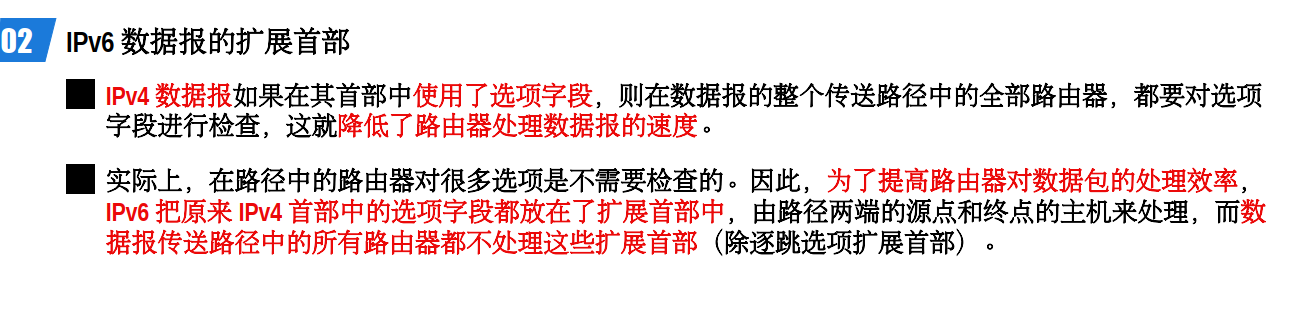 02 IPv6 数据报的扩展首部
IPv4 数据报如果在其首部中使用了选项字段，则在数据报的整个传送路径中的全部路由器，都要对选项
字段进行检查，这就降低了路由器处理数据报的速度。
实际上，在路径中的路由器对很多选项是不需要检查的。因此，为了提高路由器对数据包的处理效率，
IPv6 把原来 IPv4 首部中的选项字段都放在了扩展首部中，由路径两端的源点和终点的主机来处理，而数
据报传送路径中的所有路由器都不处理这些扩展首部（除逐跳选项扩展首部）。